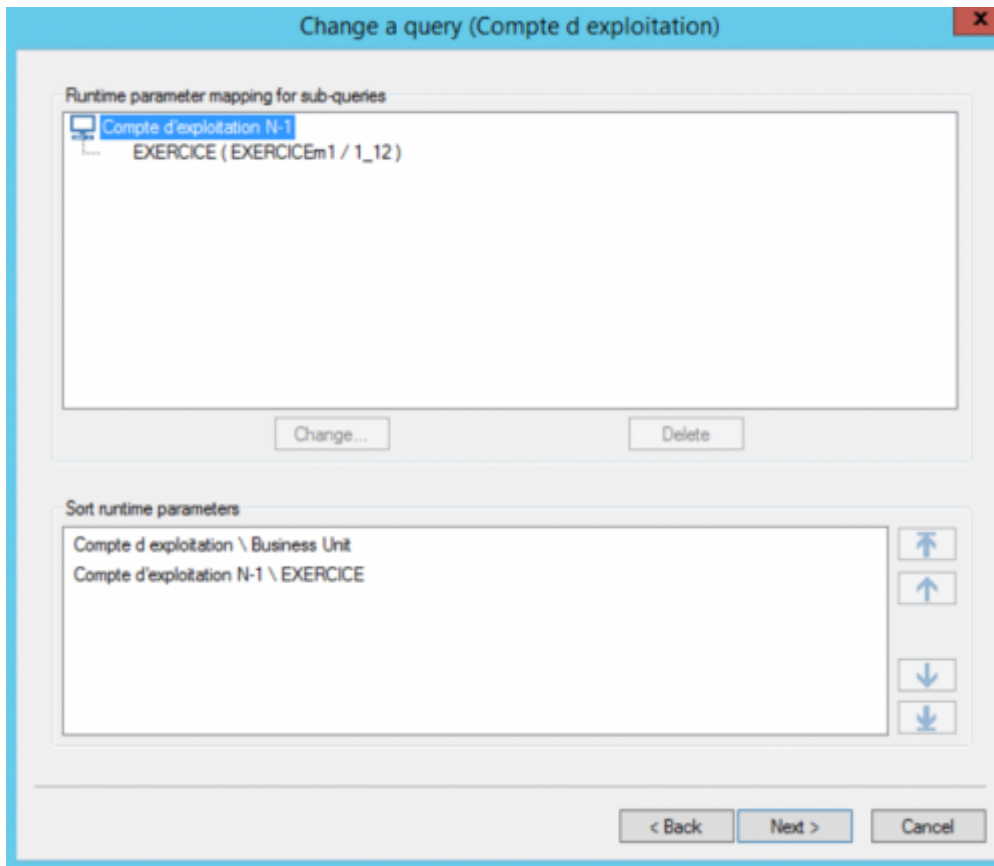 Change a query (Compte d exploitation)
x
Runtime parameter mapping for sub-queries
Compte d'exploitation N-1
EXERCICE ( EXERCICEm1 / 1_12 )
Change...
Delete
Sort runtime parameters
Compte d exploitation \ Business Unit
Compte d'exploitation N-1 \ EXERCICE
< Back
Next >
Cancel